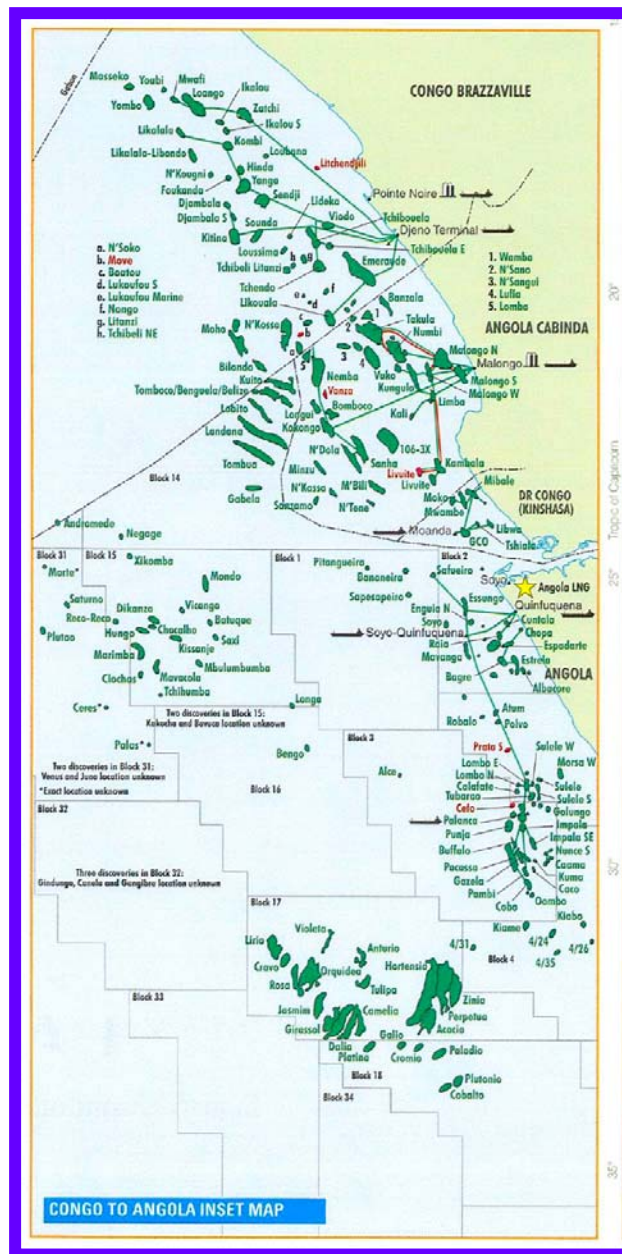 CONGO BRAZZAVILLE
Gabon
Masseko
Youbi
Mwafi
Ikalou
Yombo
Loango
Zatchi
Likalala
Ikalou S
Kombi
Likalala-Libondo
Loubana
Litchendjili
N'Kougni
Hinda
Foukanda
Yanga
Sendji
Pointe Noire
Djambala
Lideka
Djambala S
Sounda
Viodo
Tchibouela
Djeno Terminal
Kitina
Loussima
Tchibouela E
Tchibeli Litanzi
Emeraude
Tchendo
a. N'Soko
b. Move
c. Boatou
d. Lukoufou S
e. Lukoufou Marine
f. Nongo
g. Litanzi
h. Tchibeli NE
1. Wamba
2. N'Sano
3. N'Sangui
4. Lufla
5. Lomba
20°
Likouala
Banzala
Takula
Numbi
ANGOLA CABINDA
Moho
N'Kossa
Malongo N
Malongo
Bilondo
Nemba
Vuko
Kungulo
Malongo S
Malongo W
Kuito
Vanza
Limba
Tomboco/Benguela/Belize
Bomboco
Lobito
Longui
Kali
Kokongo
Landana
N'Dola
106-3X
Tombua
Sanha
Livuite
Kambala
Minzu
Livuite
Mibale
Block 14
M'Bili
Moko
DR CONGO
(KINSHASA)
Gabela
N'Kassa
Mwambe
Sanzamo
N'Tene
Libwa
Moanda
GCO
Tshiala
Tropic of Capricorn
Andromede
Negage
25°
Block 31
Block 15
Block 1
Block 2
Xikomba
Pitangueira
Safueiro
Soyo
Marte*
Mondo
Bananeira
Angola LNG
Saturno
Sapesapeiro
Essungo
Quinfuquena
Reco-Reco
Dikanza
Vicango
Enguia N
Cuntala
Batuque
Soyo
Chopa
Plutao
Hungo
Chocalho
Saxi
Soyo-Quinfuquena
Raia
Espadarte
Kissanje
Marimba
Mavanga
Estrela
ANGOLA
Mbulumbumba
Bagre
Albacore
Clochas
Mavacola
Tchihumba
Longa
Atum
Ceres*
Robalo
Polvo
Two discoveries in Block 15:
Kakocha and Bavuca location unknown
Palas*
Bengo
Block 3
Prata S
Sulele W
Two discoveries in Block 31:
Venus and Juno location unknown
Alce
Lombo E
Morsa W
*Exact location unknown
Block 16
Lombo N
Sulele
Block 32
Calafate
Tubarao
Sulele S
Cefo
Galunga
Palanca
Impala
Punja
Impala SE
Buffalo
Nunce S
Three discoveries in Block 32:
Gindungo, Canela and Gengibre location unknown
Pacassa
Caama
30°
Gazela
Kuma
Pambi
Caco
Block 17
Cobo
Oombo
Violeta
Kiame
Kiabo
Lirio
Anturio
4/31
4/24
4/26
Cravo
Hortensia
4/35
Orquidea
Block 4
Rosa
Tulipa
Zinia
Block 33
Jasmim
Camelia
Perpetua
Girassol
Gallo
Acacia
Dalia
Platina
Cromio
Paladio
Block 18
Plutonio
Block 34
Cobalto
35°
CONGO TO ANGOLA INSET MAP